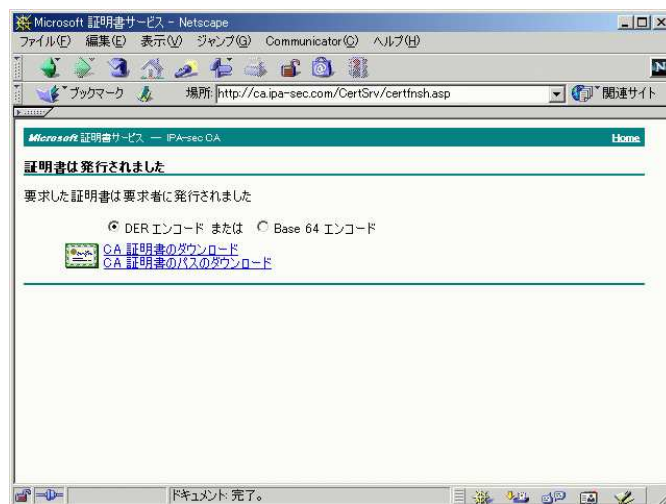 Microsoft 証明書サービス - Netscape
ファイル(F) 編集(E) 表示(V) ジャンプ(G) Communicator(C) ヘルプ(H)
ブックマーク 場所: http://ca.ipa-sec.com/CertSrv/certfnsh.asp 関連サイト
Microsoft 証明書サービス — IPA-sec CA Home
証明書は発行されました
要求した証明書は要求者に発行されました
DER エンコード または Base 64 エンコード
CA 証明書のダウンロード
CA 証明書のパスのダウンロード
ドキュメント: 完了。